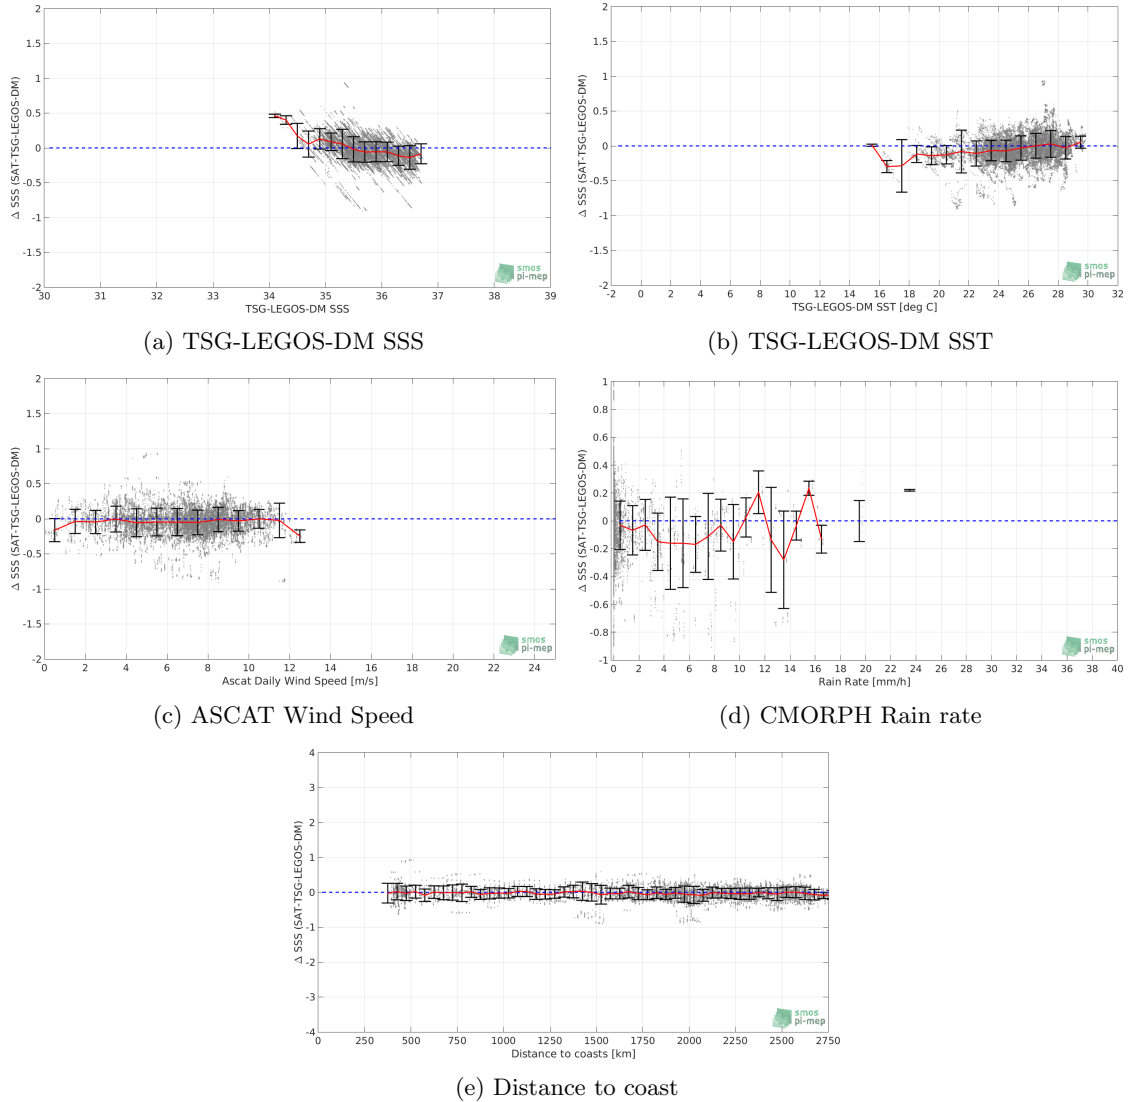 2
1.5
1
0.5
0
-0.5
-1
-1.5
-2
Δ SSS (SAT-TSG-LEGOS-DM)
30 31 32 33 34 35 36 37 38 39
TSG-LEGOS-DM SSS
smos
pi-mep
(a) TSG-LEGOS-DM SSS
2
1.5
1
0.5
0
-0.5
-1
-1.5
-2
Δ SSS (SAT-TSG-LEGOS-DM)
-2 0 2 4 6 8 10 12 14 16 18 20 22 24 26 28 30 32
TSG-LEGOS-DM SST [deg C]
smos
pi-mep
(b) TSG-LEGOS-DM SST
2
1.5
1
0.5
0
-0.5
-1
-1.5
-2
Δ SSS (SAT-TSG-LEGOS-DM)
0 2 4 6 8 10 12 14 16 18 20 22 24
Ascat Daily Wind Speed [m/s]
smos
pi-mep
(c) ASCAT Wind Speed
1
0.8
0.6
0.4
0.2
0
-0.2
-0.4
-0.6
-0.8
-1
Δ SSS (SAT-TSG-LEGOS-DM)
0 2 4 6 8 10 12 14 16 18 20 22 24 26 28 30 32 34 36 38 40
Rain Rate [mm/h]
smos
pi-mep
(d) CMORPH Rain rate
4
3
2
1
0
-1
-2
-3
-4
Δ SSS (SAT-TSG-LEGOS-DM)
0 250 500 750 1000 1250 1500 1750 2000 2250 2500 2750
Distance to coasts [km]
smos
pi-mep
(e) Distance to coast